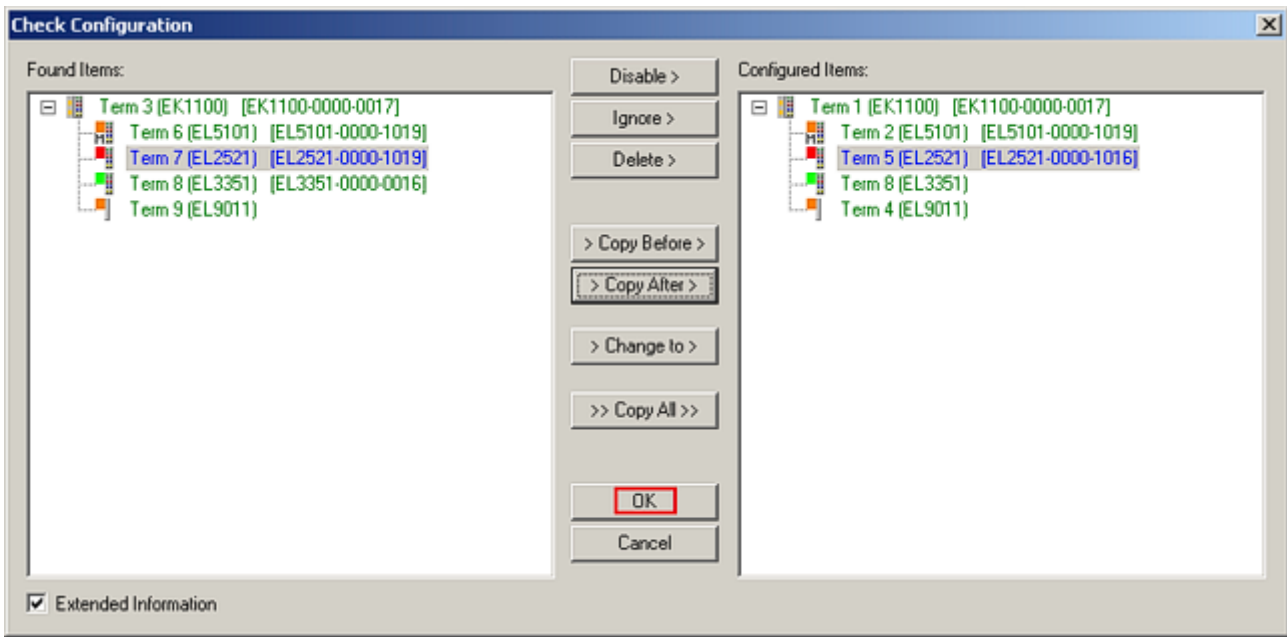 Check Configuration
Found Items:
Term 3 (EK1100) [EK1100-0000-0017]
Term 6 (EL5101) [EL5101-0000-1019]
Term 7 (EL2521) [EL2521-0000-1019]
Term 8 (EL3351) [EL3351-0000-0016]
Term 9 (EL9011)
Disable >
Ignore >
Delete >
> Copy Before >
> Copy After >
> Change to >
>> Copy All >>
OK
Cancel
Configured Items:
Term 1 (EK1100) [EK1100-0000-0017]
Term 2 (EL5101) [EL5101-0000-1019]
Term 5 (EL2521) [EL2521-0000-1016]
Term 8 (EL3351)
Term 4 (EL9011)
Extended Information